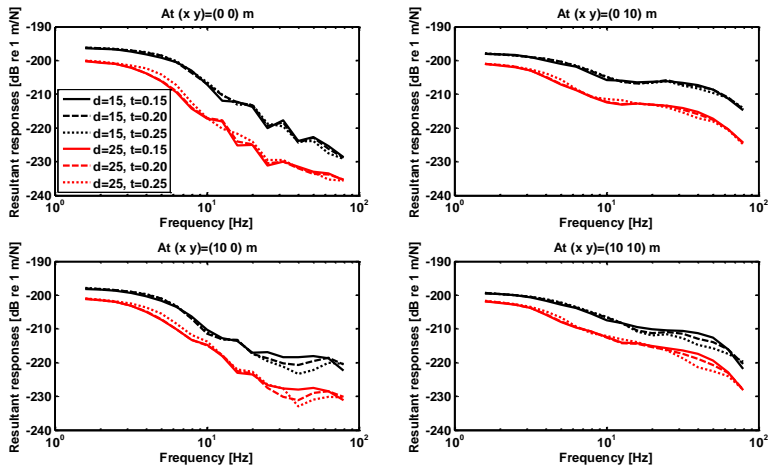 At (x y)=(0 0) m
Resultant responses [dB re 1 m/N]
-190
-200
-210
-220
-230
-240
d=15, t=0.15
d=15, t=0.20
d=15, t=0.25
d=25, t=0.15
d=25, t=0.20
d=25, t=0.25
10^0
10^1
10^2
Frequency [Hz]
At (x y)=(0 10) m
Resultant responses [dB re 1 m/N]
-190
-200
-210
-220
-230
-240
10^0
10^1
10^2
Frequency [Hz]
At (x y)=(10 0) m
Resultant responses [dB re 1 m/N]
-190
-200
-210
-220
-230
-240
10^0
10^1
10^2
Frequency [Hz]
At (x y)=(10 10) m
Resultant responses [dB re 1 m/N]
-190
-200
-210
-220
-230
-240
10^0
10^1
10^2
Frequency [Hz]